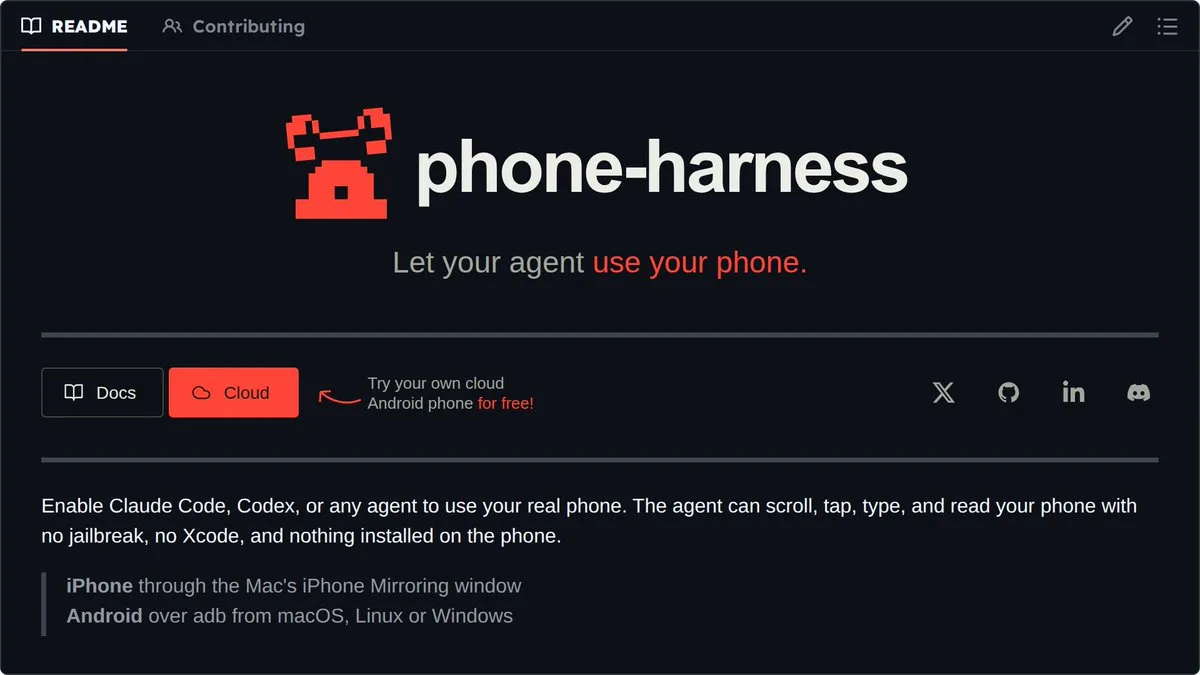 README
Contributing
phone-harness
Let your agent use your phone.
Docs
Cloud
Try your own cloud
Android phone for free!
Enable Claude Code, Codex, or any agent to use your real phone. The agent can scroll, tap, type, and read your phone with
no jailbreak, no Xcode, and nothing installed on the phone.
iPhone through the Mac's iPhone Mirroring window
Android over adb from macOS, Linux or Windows